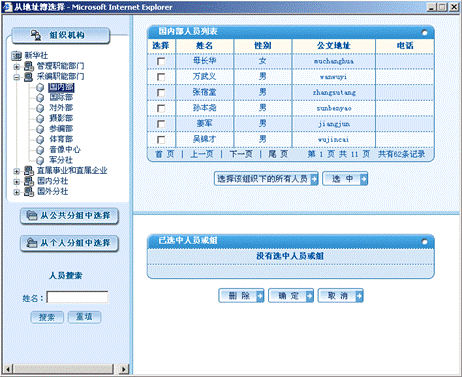 从地址簿选择 - Microsoft Internet Explorer
组织机构
新华社
管理职能部门
采编职能部门
国内部
国际部
对外部
摄影部
参编部
体育部
音像中心
军分社
直属事业和直属企业
国内分社
国外分社
从公共分组中选择
从个人分组中选择
人员搜索
姓名：
搜索 重填
国内部人员列表
选择 姓名 性别 公文地址 电话
母长华 女 muchanghua
万武义 男 wanwuyi
张宿堂 男 zhangsutang
孙本尧 男 sunbenyao
姜军 男 jiangjun
吴锦才 男 wujincai
首 页 | 上一页 | 下一页 | 尾 页 第 1 页 共 11 页 共有62条记录
选择该组织下的所有人员 选 中
已选中人员或组
没有选中人员或组
删 除 确 定 取 消